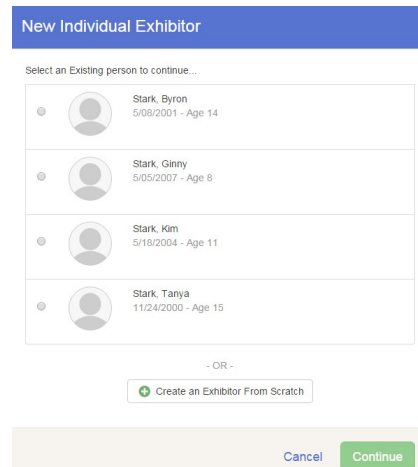 New Individual Exhibitor
Select an Existing person to continue...
Stark, Byron
5/08/2001 - Age 14
Stark, Ginny
5/05/2007 - Age 8
Stark, Kim
5/18/2004 - Age 11
Stark, Tanya
11/24/2000 - Age 15
- OR -
Create an Exhibitor From Scratch
Cancel Continue